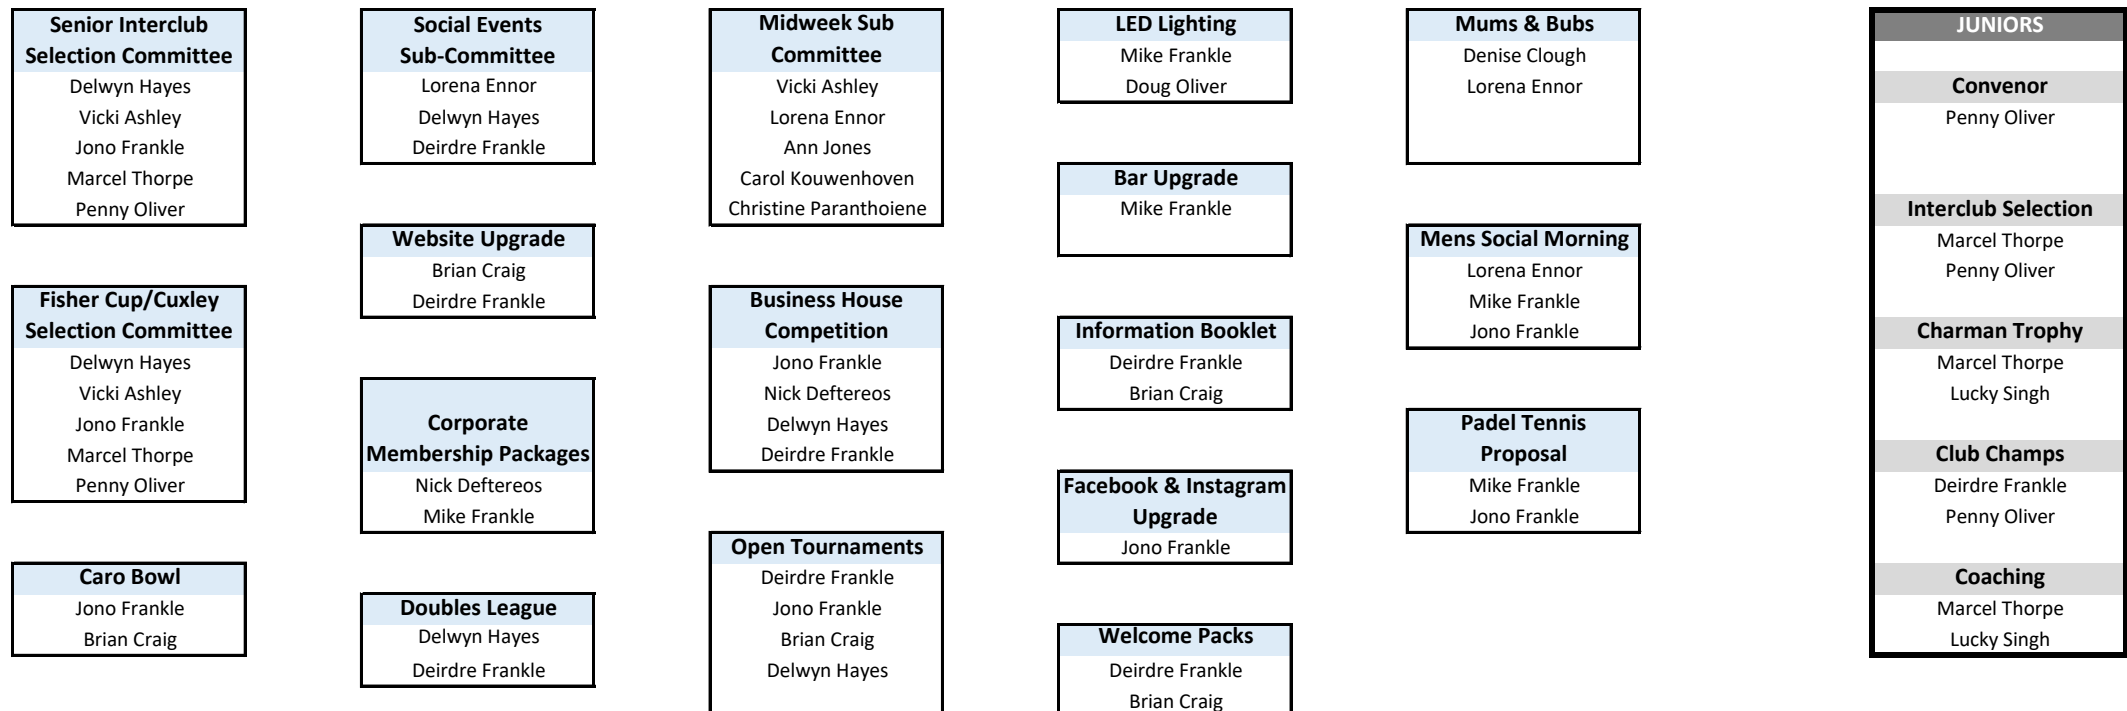 Senior Interclub
Selection Committee
Delwyn Hayes
Vicki Ashley
Jono Frankle
Marcel Thorpe
Penny Oliver
Fisher Cup/Cuxley
Selection Committee
Delwyn Hayes
Vicki Ashley
Jono Frankle
Marcel Thorpe
Penny Oliver
Caro Bowl
Jono Frankle
Brian Craig
Social Events
Sub-Committee
Lorena Ennor
Delwyn Hayes
Deirdre Frankle
Website Upgrade
Brian Craig
Deirdre Frankle
Corporate
Membership Packages
Nick Deftereos
Mike Frankle
Doubles League
Delwyn Hayes
Deirdre Frankle
Midweek Sub
Committee
Vicki Ashley
Lorena Ennor
Ann Jones
Carol Kouwenhoven
Christine Paranthoiene
Business House
Competition
Jono Frankle
Nick Deftereos
Delwyn Hayes
Deirdre Frankle
Open Tournaments
Deirdre Frankle
Jono Frankle
Brian Craig
Delwyn Hayes
LED Lighting
Mike Frankle
Doug Oliver
Bar Upgrade
Mike Frankle
Information Booklet
Deirdre Frankle
Brian Craig
Facebook & Instagram
Upgrade
Jono Frankle
Welcome Packs
Deirdre Frankle
Brian Craig
Mums & Bubs
Denise Clough
Lorena Ennor
Mens Social Morning
Lorena Ennor
Mike Frankle
Jono Frankle
Padel Tennis
Proposal
Mike Frankle
Jono Frankle
JUNIORS
Convenor
Penny Oliver
Interclub Selection
Marcel Thorpe
Penny Oliver
Charman Trophy
Marcel Thorpe
Lucky Singh
Club Champs
Deirdre Frankle
Penny Oliver
Coaching
Marcel Thorpe
Lucky Singh